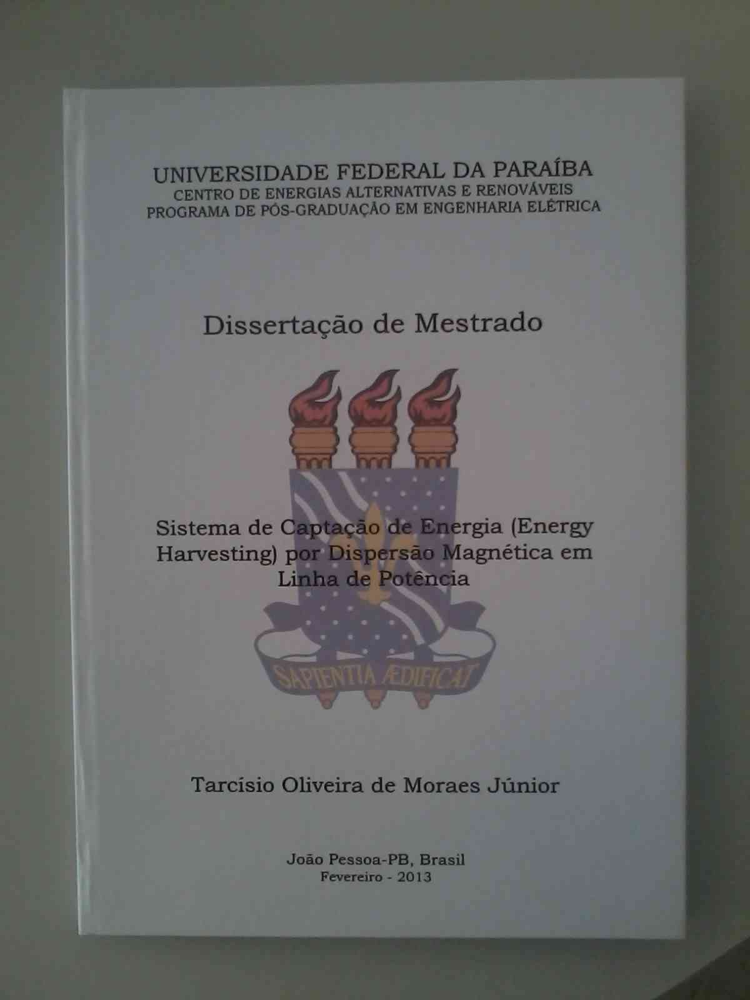 UNIVERSIDADE FEDERAL DA PARAÍBA
CENTRO DE ENERGIAS ALTERNATIVAS E RENOVÁVEIS
PROGRAMA DE PÓS-GRADUAÇÃO EM ENGENHARIA ELÉTRICA
Dissertação de Mestrado
Sistema de Captação de Energia (Energy
Harvesting) por Dispersão Magnética em
Linha de Potência
SAPIENTIA ÆDIFICAT
Tarcísio Oliveira de Moraes Júnior
João Pessoa-PB, Brasil
Fevereiro - 2013